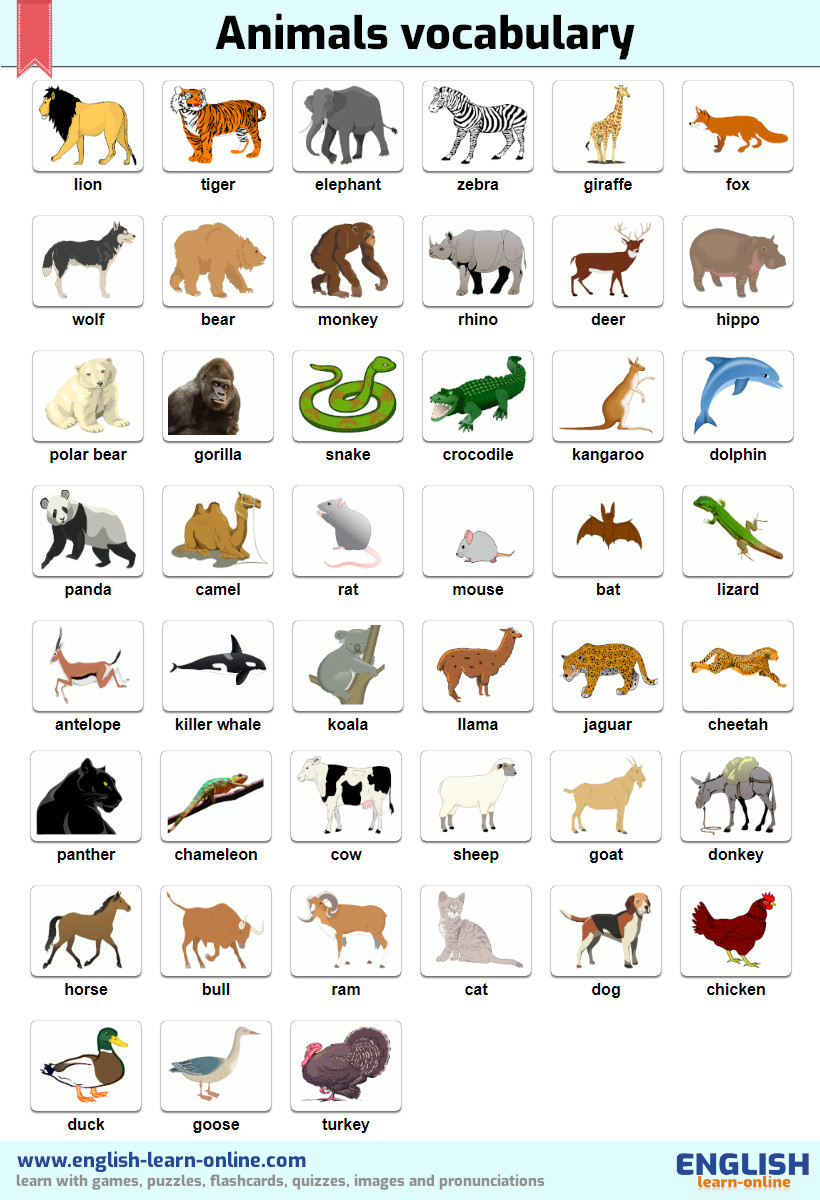 Animals vocabulary
lion tiger elephant zebra giraffe fox
wolf bear monkey rhino deer hippo
polar bear gorilla snake crocodile kangaroo dolphin
panda camel rat mouse bat lizard
antelope killer whale koala llama jaguar cheetah
panther chameleon cow sheep goat donkey
horse bull ram cat dog chicken
duck goose turkey
www.english-learn-online.com
learn with games, puzzles, flashcards, quizzes, images and pronunciations
ENGLISH
learn-online